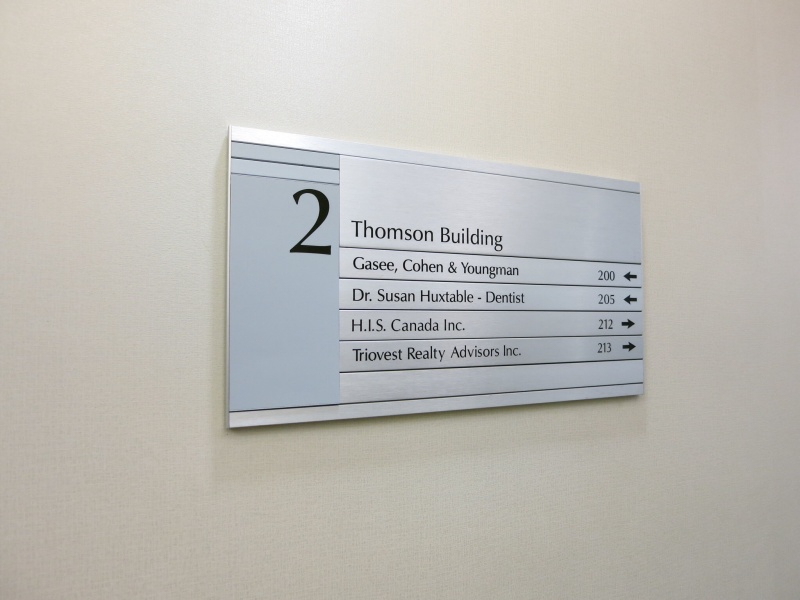 2
Thomson Building
Gasee, Cohen & Youngman 200 ←
Dr. Susan Huxtable - Dentist 205 ←
H.I.S. Canada Inc. 212 →
Triovest Realty Advisors Inc. 213 →